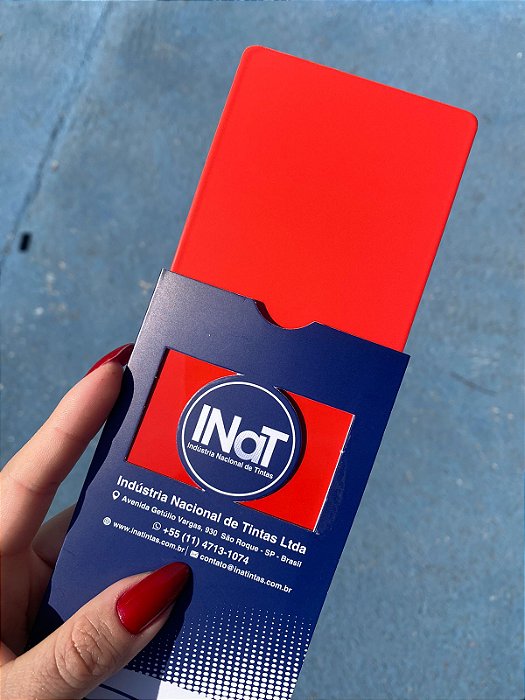 INaT
Indústria Nacional de Tintas
Indústria Nacional de Tintas Ltda
Avenida Getúlio Vargas, 930 São Roque - SP - Brasil
+55 (11) 4713-1074
www.inatintas.com.br | contato@inatintas.com.br